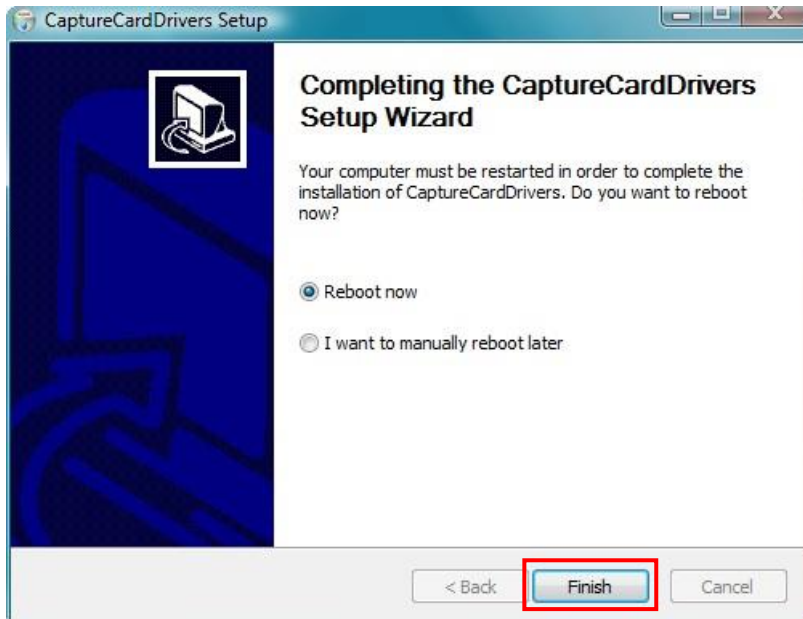 CaptureCardDrivers Setup
Completing the CaptureCardDrivers
Setup Wizard
Your computer must be restarted in order to complete the
installation of CaptureCardDrivers. Do you want to reboot
now?
Reboot now
I want to manually reboot later
< Back Finish Cancel